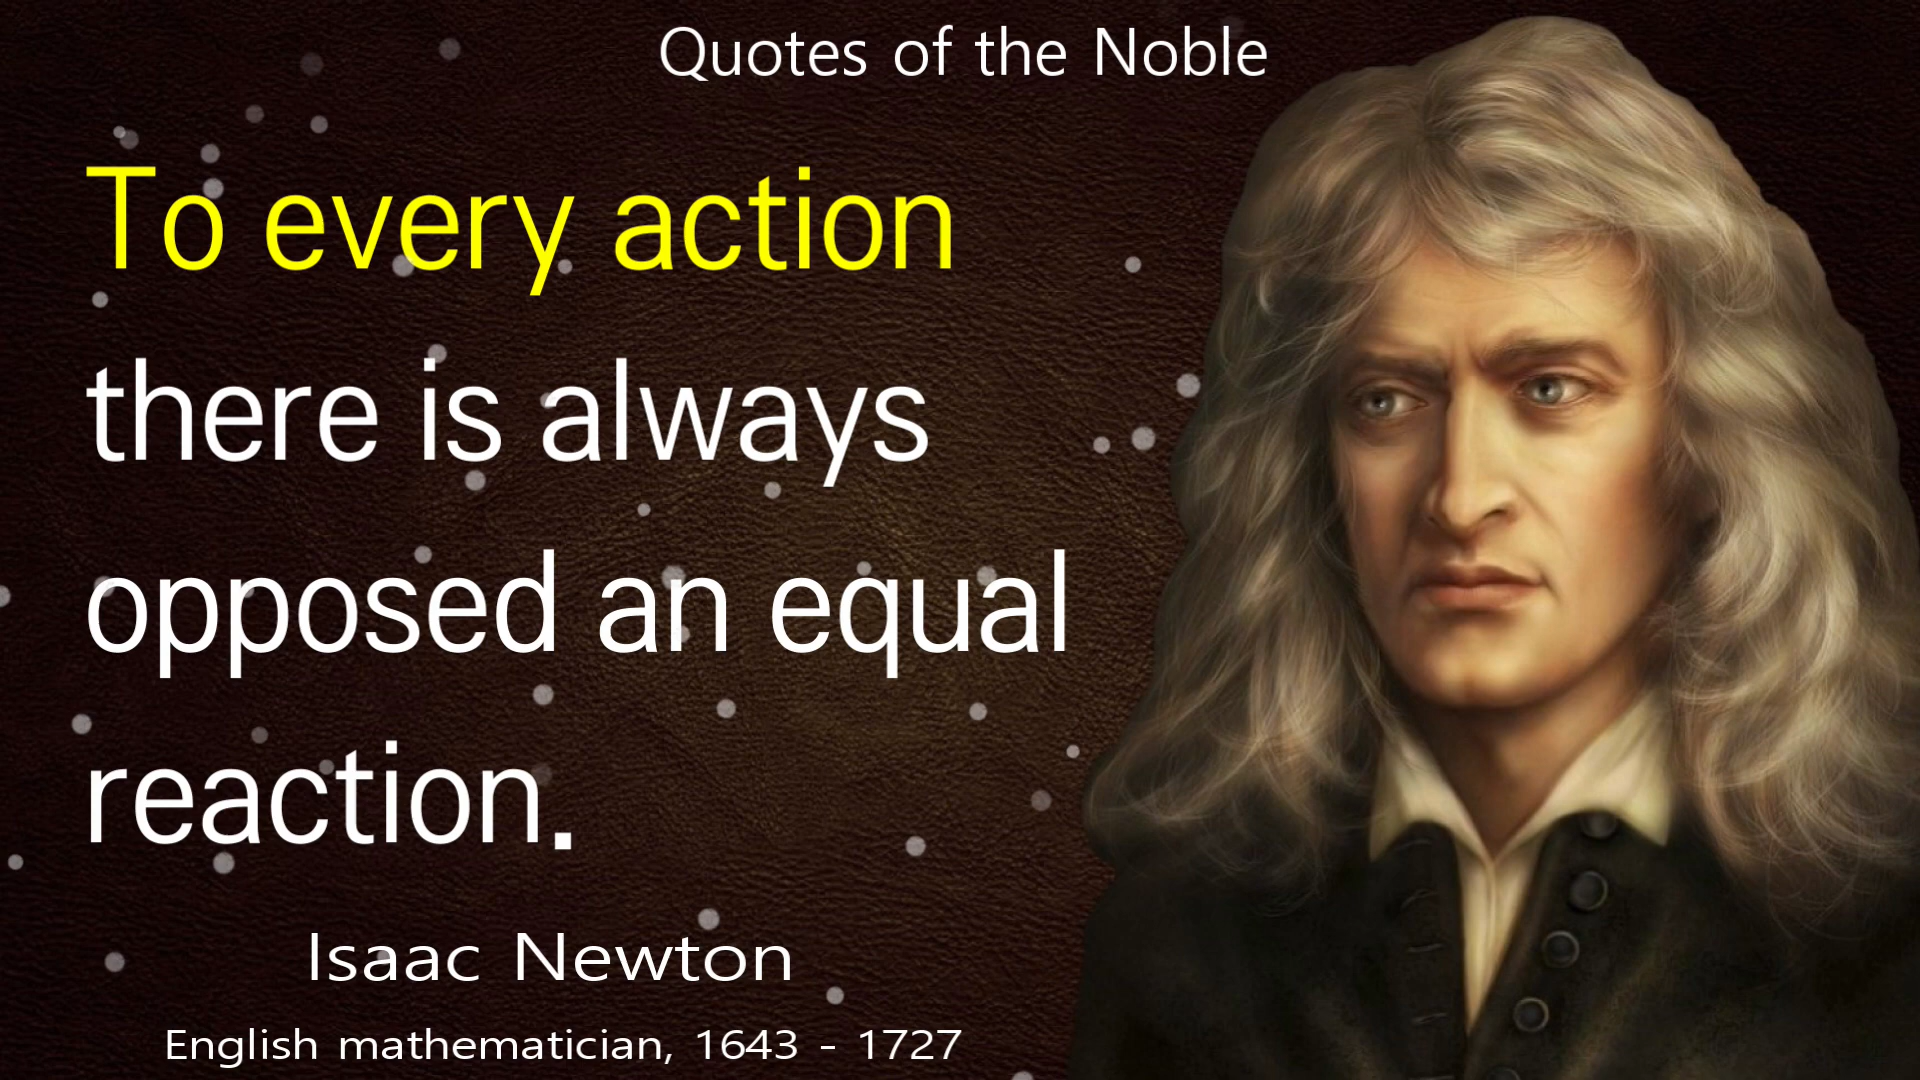 Quotes of the Noble
To every action
there is always
opposed an equal
reaction.
Isaac Newton
English mathematician, 1643 - 1727